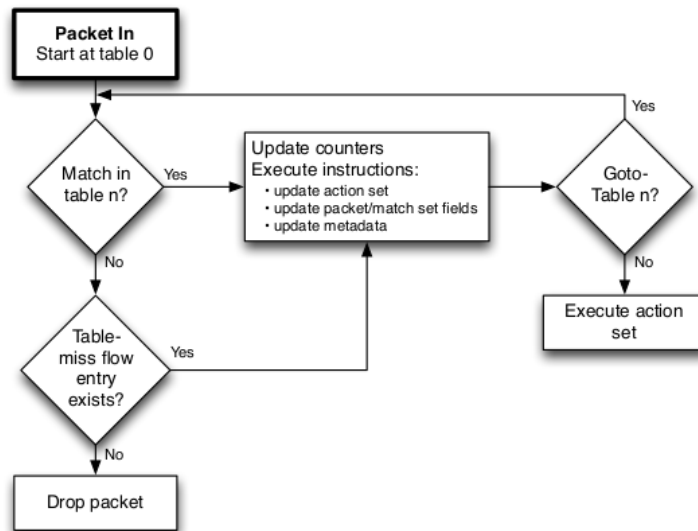 Packet In
Start at table 0
Match in
table n?
Yes
No
Update counters
Execute instructions:
• update action set
• update packet/match set fields
• update metadata
Goto-
Table n?
Yes
No
Execute action
set
Table-
miss flow
entry
exists?
Yes
No
Drop packet